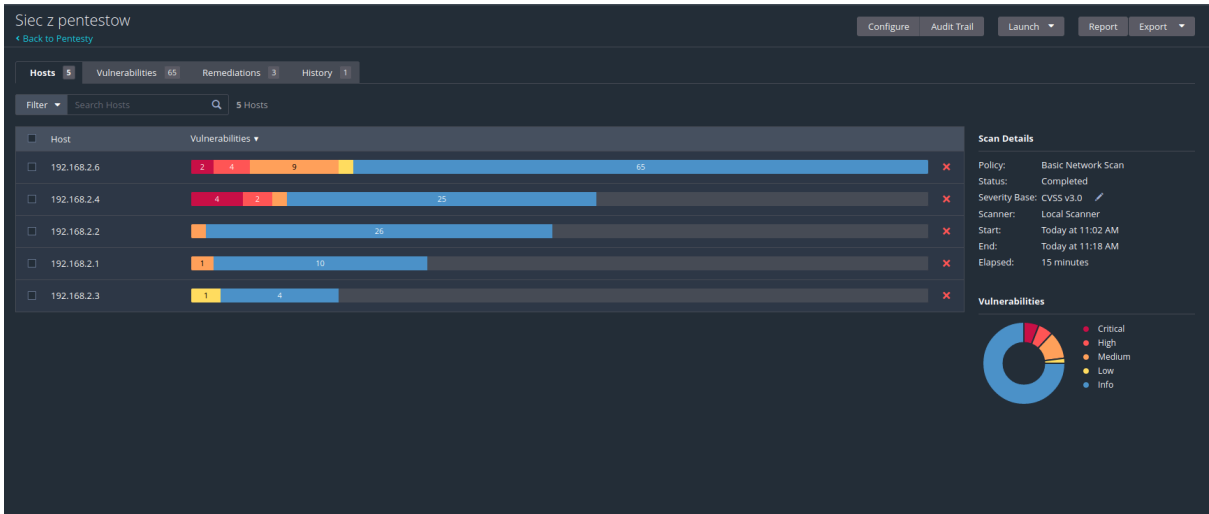 Siec z pentestow
Back to Pentesty
Configure Audit Trail Launch Report Export
Hosts 5 Vulnerabilities 65 Remediations 3 History 1
Filter Search Hosts 5 Hosts
Host Vulnerabilities
192.168.2.6 2 4 9 65
192.168.2.4 4 2 25
192.168.2.2 26
192.168.2.1 1 10
192.168.2.3 1 4
Scan Details
Policy: Basic Network Scan
Status: Completed
Severity Base: CVSS v3.0
Scanner: Local Scanner
Start: Today at 11:02 AM
End: Today at 11:18 AM
Elapsed: 15 minutes
Vulnerabilities
Critical
High
Medium
Low
Info